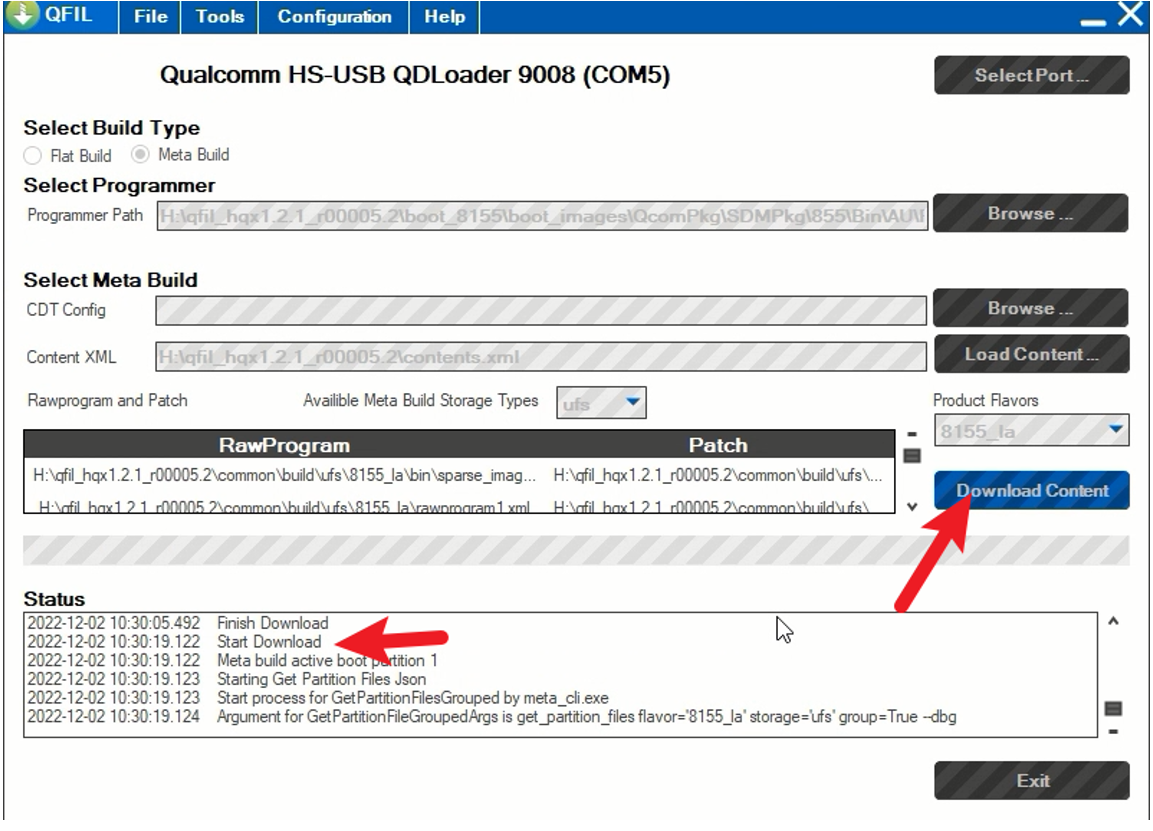 QFIL File Tools Configuration Help
Qualcomm HS-USB QDLoader 9008 (COM5)
Select Port ...
Select Build Type
Flat Build Meta Build
Select Programmer
Programmer Path H:\qfil_hqx1.2.1_r00005.2\boot_8155\boot_images\QcomPkg\SDMPkg\855\Bin\AU\ Browse ...
Select Meta Build
CDT Config Browse ...
Content XML H:\qfil_hqx1.2.1_r00005.2\contents.xml Load Content ...
Rawprogram and Patch Availible Meta Build Storage Types ufs Product Flavors
8155_la
RawProgram Patch
H:\qfil_hqx1.2.1_r00005.2\common\build\ufs\8155_la\bin\sparse_imag... H:\qfil_hqx1.2.1_r00005.2\common\build\ufs\...
H:\qfil_hqx1.2.1_r00005.2\common\build\ufs\8155_la\rawprogram1.xml H:\qfil_hqx1.2.1_r00005.2\common\build\ufs\
Download Content
Status
2022-12-02 10:30:05.492 Finish Download
2022-12-02 10:30:19.122 Start Download
2022-12-02 10:30:19.122 Meta build active boot partition 1
2022-12-02 10:30:19.123 Starting Get Partition Files Json
2022-12-02 10:30:19.123 Start process for GetPartitionFilesGrouped by meta_cli.exe
2022-12-02 10:30:19.124 Argument for GetPartitionFileGroupedArgs is get_partition_files flavor='8155_la' storage='ufs' group=True --dbg
Exit